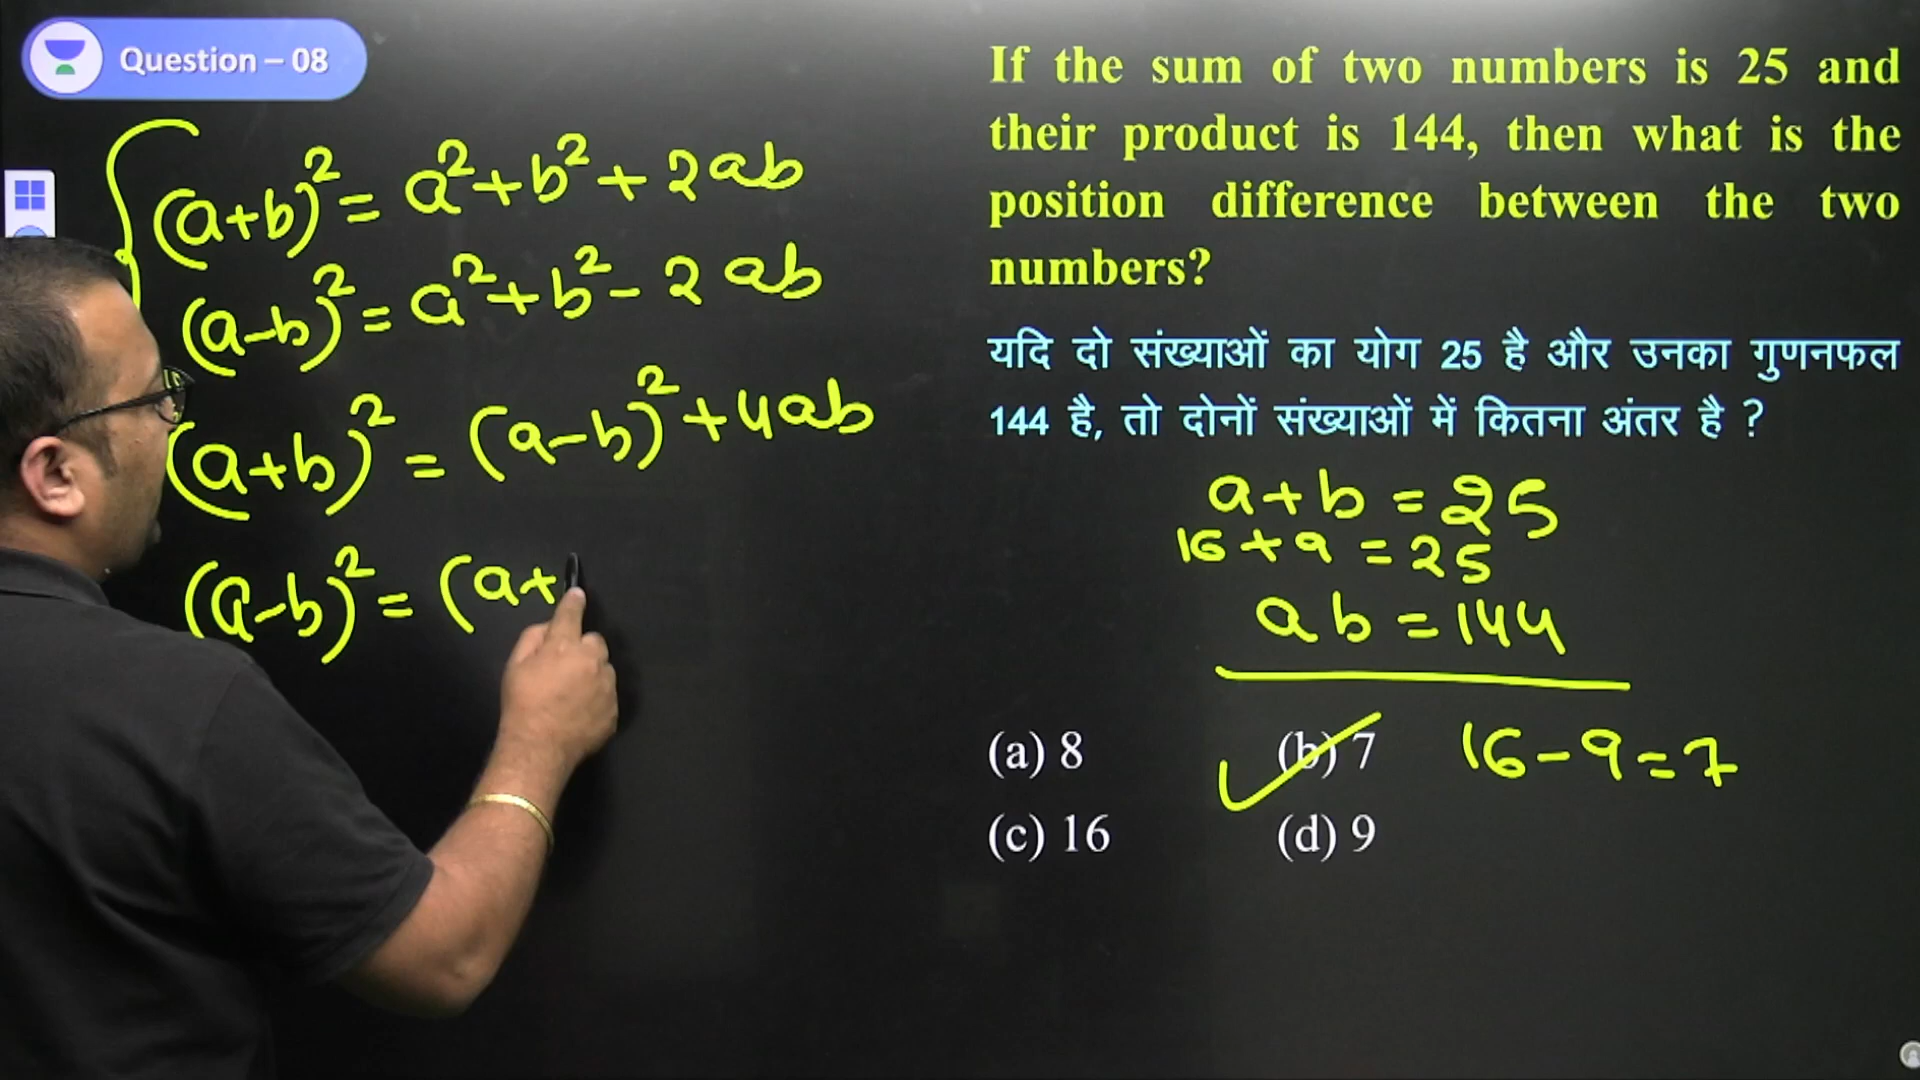 Question – 08
(a+b)² = a²+b²+2ab
(a-b)² = a²+b²-2ab
(a+b)² = (a-b)²+4ab
(a-b)² = (a+
If the sum of two numbers is 25 and
their product is 144, then what is the
position difference between the two
numbers?
यदि दो संख्याओं का योग 25 है और उनका गुणनफल
144 है, तो दोनों संख्याओं में कितना अंतर है ?
a+b = 25
16+9 = 25
ab = 144
(a) 8
(b) 7
16-9=7
(c) 16
(d) 9